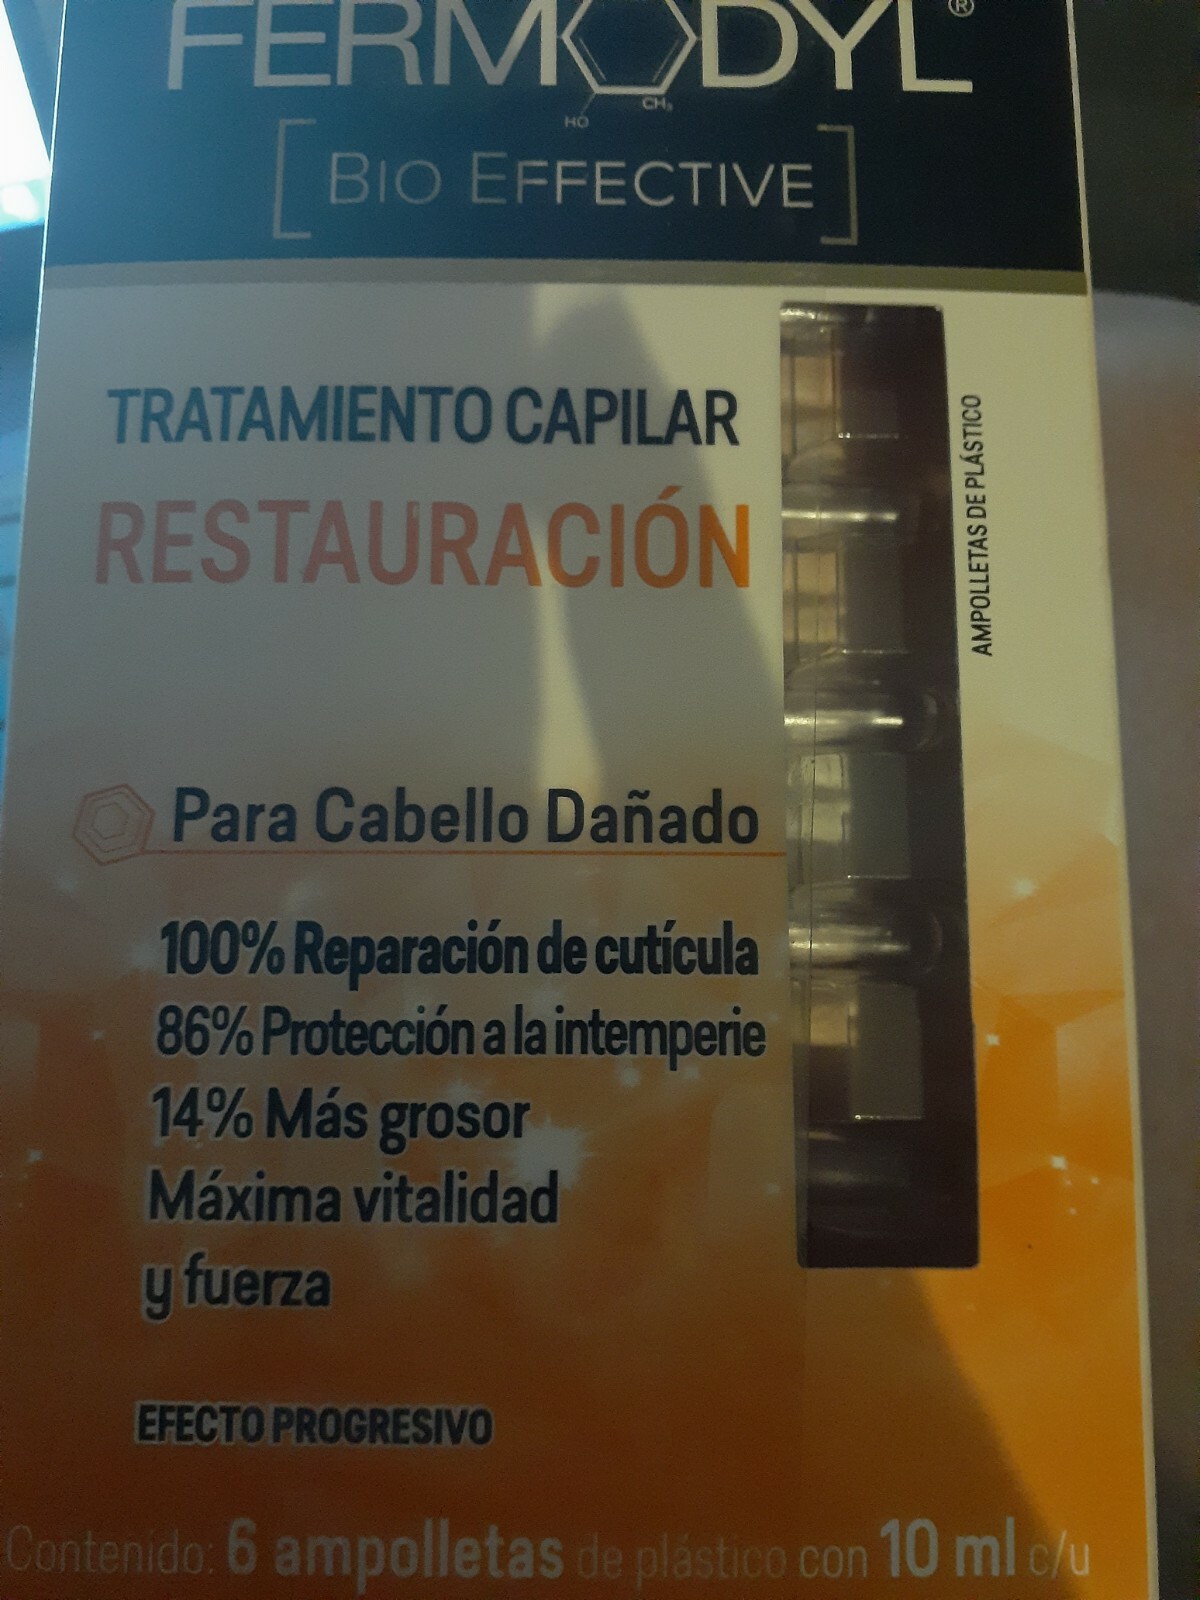 FERMODYL®
HO CH₃
[BIO EFFECTIVE]
TRATAMIENTO CAPILAR
RESTAURACIÓN
AMPOLLETAS DE PLÁSTICO
Para Cabello Dañado
100% Reparación de cutícula
86% Protección a la intemperie
14% Más grosor
Máxima vitalidad
y fuerza
EFECTO PROGRESIVO
Contenido: 6 ampolletas de plástico con 10 ml c/u